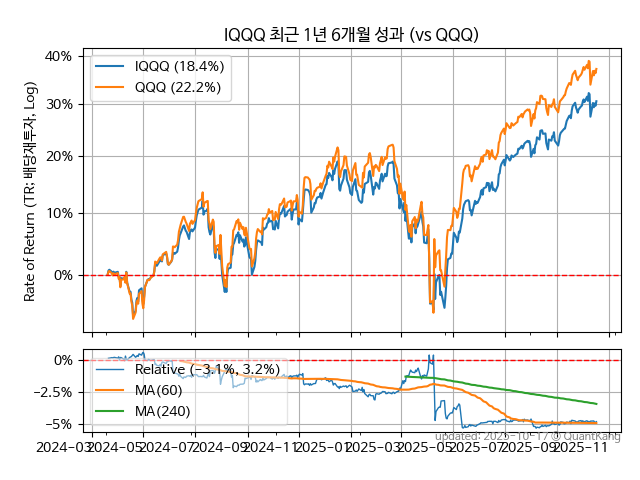 IQQQ 최근 1년 6개월 성과 (vs QQQ)
IQQQ (18.4%)
QQQ (22.2%)
Rate of Return (TR: 배당재투자, Log)
40%
30%
20%
10%
0%
0%
−2.5%
−5%
Relative (−3.1%, 3.2%)
MA(60)
MA(240)
2024−03 2024−05 2024−07 2024−09 2024−11 2025−01 2025−03 2025−05 2025−07 2025−09 2025−11
updated: 2025−10−17 © QuantKang